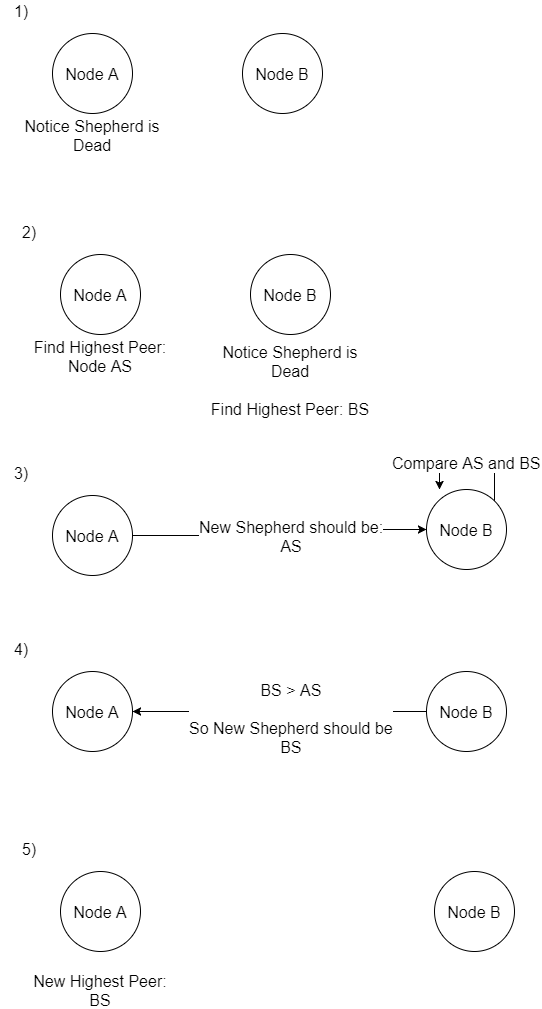 1)
Node A
Node B
Notice Shepherd is
Dead
2)
Node A
Node B
Find Highest Peer:
Node AS
Notice Shepherd is
Dead
Find Highest Peer: BS
3)
Compare AS and BS
Node A
New Shepherd should be:
AS
Node B
4)
Node A
BS > AS
So New Shepherd should be
BS
Node B
5)
Node A
Node B
New Highest Peer:
BS